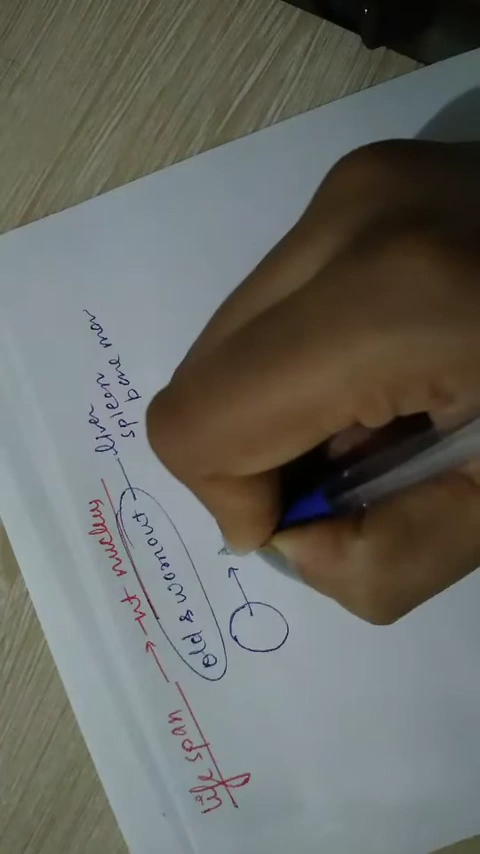 Life span → wt nucleus
old & wornout → liver
spleen
bone mar